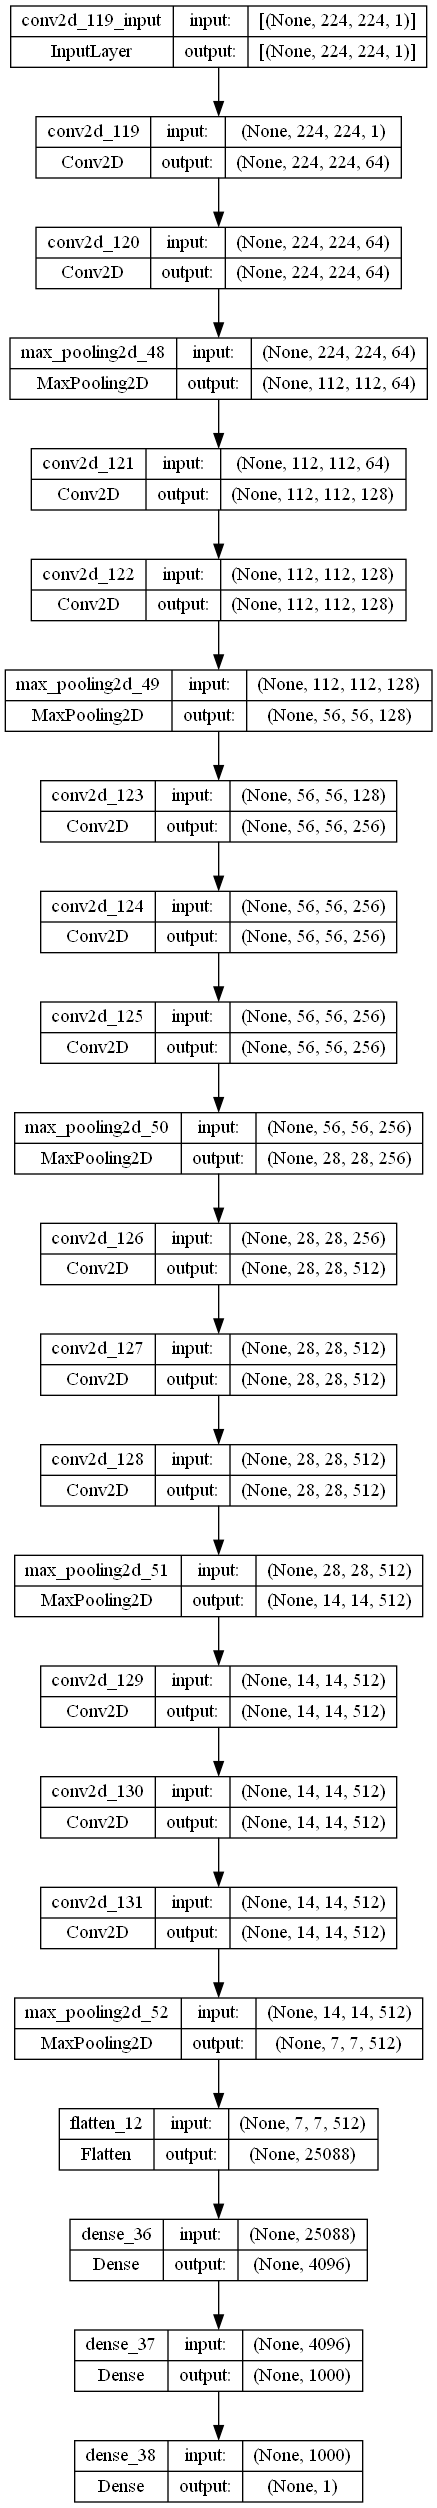 conv2d_119_input input: [(None, 224, 224, 1)]
InputLayer output: [(None, 224, 224, 1)]
conv2d_119 input: (None, 224, 224, 1)
Conv2D output: (None, 224, 224, 64)
conv2d_120 input: (None, 224, 224, 64)
Conv2D output: (None, 224, 224, 64)
max_pooling2d_48 input: (None, 224, 224, 64)
MaxPooling2D output: (None, 112, 112, 64)
conv2d_121 input: (None, 112, 112, 64)
Conv2D output: (None, 112, 112, 128)
conv2d_122 input: (None, 112, 112, 128)
Conv2D output: (None, 112, 112, 128)
max_pooling2d_49 input: (None, 112, 112, 128)
MaxPooling2D output: (None, 56, 56, 128)
conv2d_123 input: (None, 56, 56, 128)
Conv2D output: (None, 56, 56, 256)
conv2d_124 input: (None, 56, 56, 256)
Conv2D output: (None, 56, 56, 256)
conv2d_125 input: (None, 56, 56, 256)
Conv2D output: (None, 56, 56, 256)
max_pooling2d_50 input: (None, 56, 56, 256)
MaxPooling2D output: (None, 28, 28, 256)
conv2d_126 input: (None, 28, 28, 256)
Conv2D output: (None, 28, 28, 512)
conv2d_127 input: (None, 28, 28, 512)
Conv2D output: (None, 28, 28, 512)
conv2d_128 input: (None, 28, 28, 512)
Conv2D output: (None, 28, 28, 512)
max_pooling2d_51 input: (None, 28, 28, 512)
MaxPooling2D output: (None, 14, 14, 512)
conv2d_129 input: (None, 14, 14, 512)
Conv2D output: (None, 14, 14, 512)
conv2d_130 input: (None, 14, 14, 512)
Conv2D output: (None, 14, 14, 512)
conv2d_131 input: (None, 14, 14, 512)
Conv2D output: (None, 14, 14, 512)
max_pooling2d_52 input: (None, 14, 14, 512)
MaxPooling2D output: (None, 7, 7, 512)
flatten_12 input: (None, 7, 7, 512)
Flatten output: (None, 25088)
dense_36 input: (None, 25088)
Dense output: (None, 4096)
dense_37 input: (None, 4096)
Dense output: (None, 1000)
dense_38 input: (None, 1000)
Dense output: (None, 1)